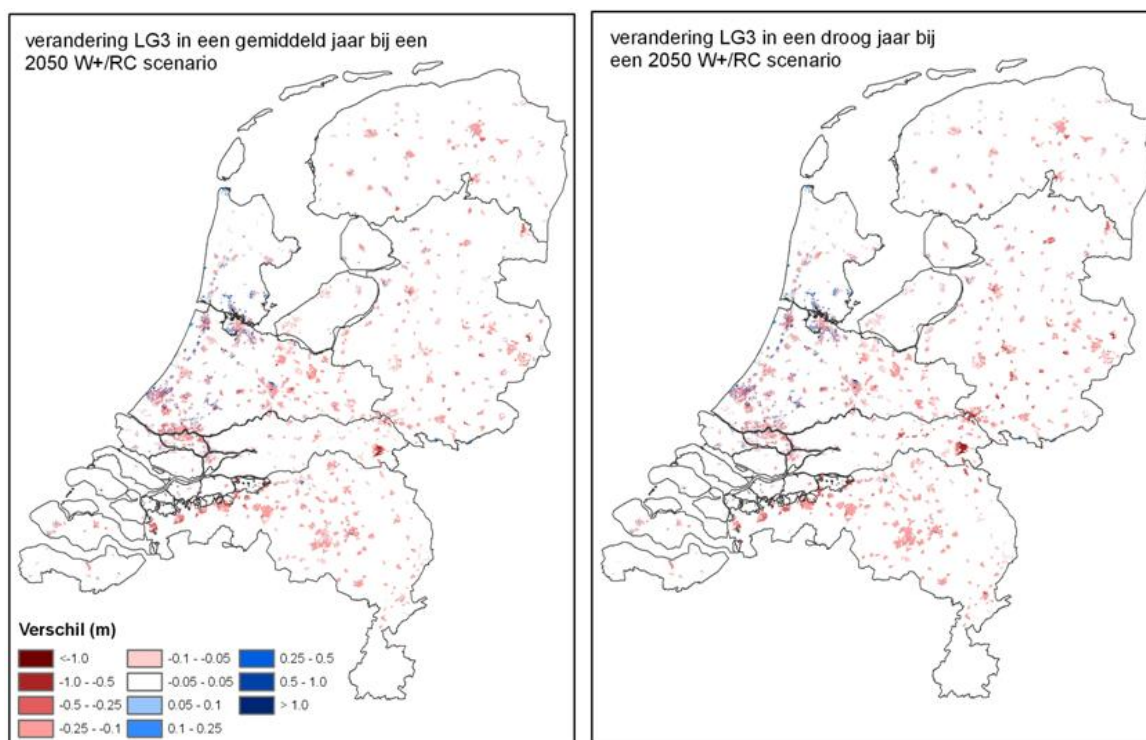 verandering LG3 in een gemiddeld jaar bij een
2050 W+/RC scenario
Verschil (m)
<-1.0
-1.0 - -0.5
-0.5 - -0.25
-0.25 - -0.1
-0.1 - -0.05
-0.05 - 0.05
0.05 - 0.1
0.1 - 0.25
0.25 - 0.5
0.5 - 1.0
> 1.0
verandering LG3 in een droog jaar bij
een 2050 W+/RC scenario